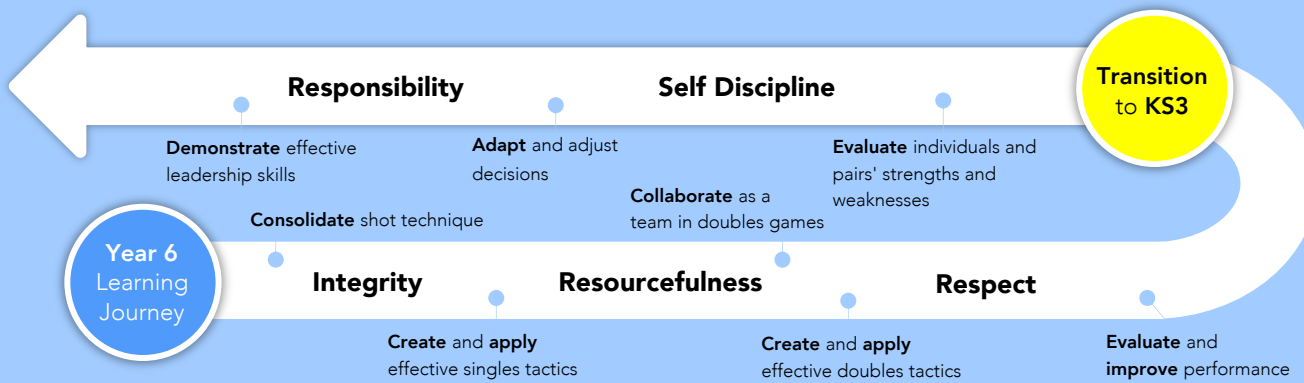 Responsibility
Self Discipline
Transition
to KS3
Demonstrate effective
leadership skills
Adapt and adjust
decisions
Evaluate individuals and
pairs' strengths and
weaknesses
Consolidate shot technique
Collaborate as a
team in doubles games
Year 6
Learning
Journey
Integrity
Resourcefulness
Respect
Create and apply
effective singles tactics
Create and apply
effective doubles tactics
Evaluate and
improve performance